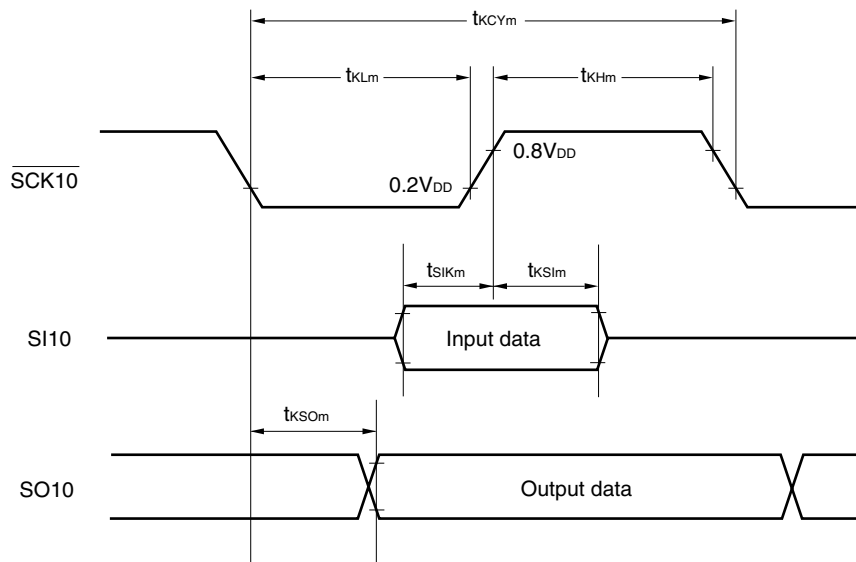 tKCYm
tKLm
tKHm
SCK10
0.2VDD
0.8VDD
tSIKm
tKSIm
SI10
Input data
tKSOm
SO10
Output data